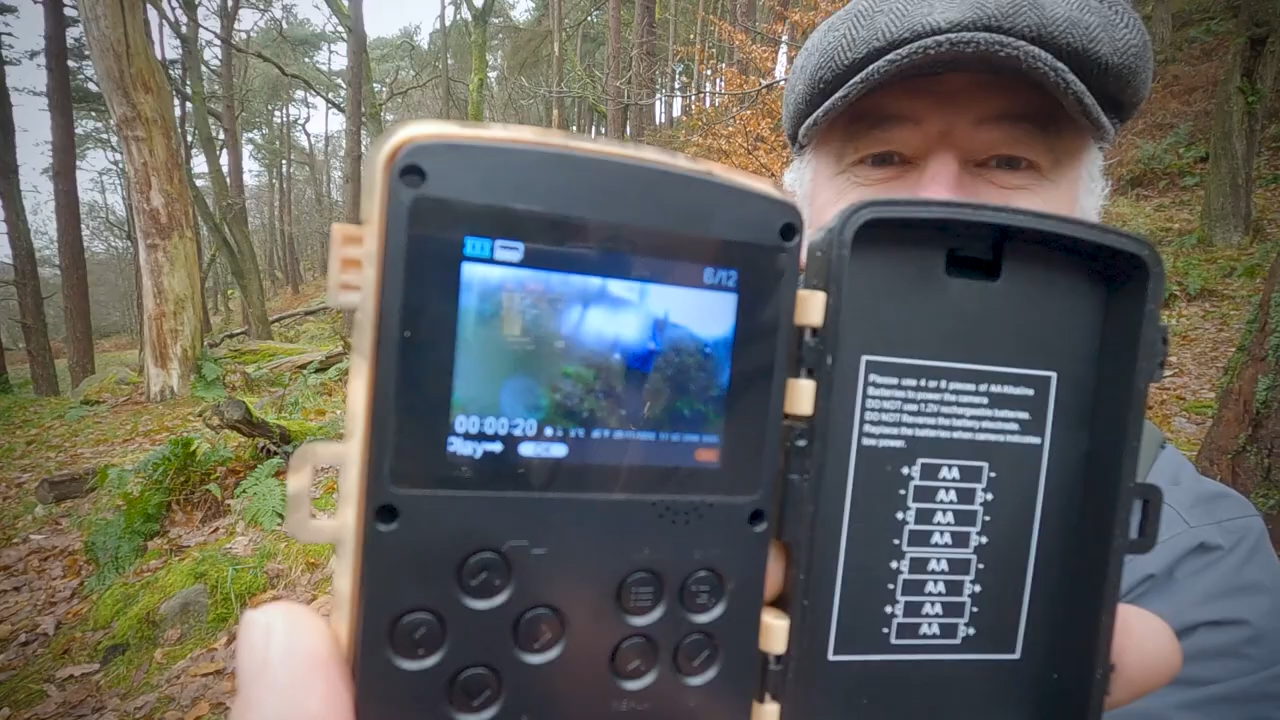 6/12
00:00:20
Play
OK
Please use 4 or 8 pieces of AA Alkaline
Batteries to power the camera
DO NOT use 1.2V rechargeable batteries.
DO NOT Reverse the battery electrode.
Replace the batteries when camera indicates
low power.
+ AA -
- AA +
+ AA -
- AA +
+ AA -
- AA +
+ AA -
- AA +